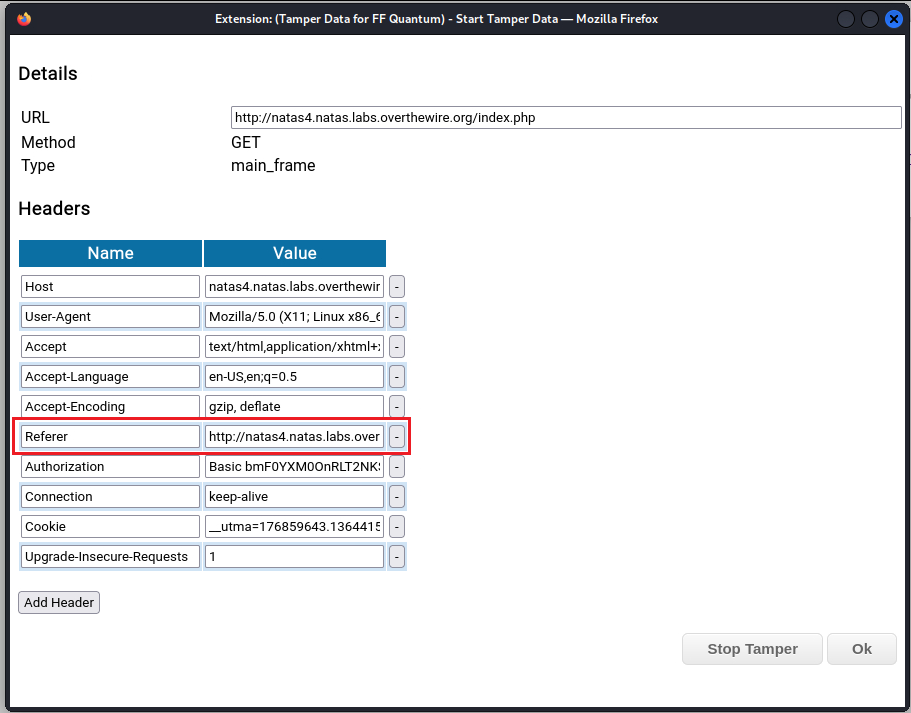 Extension: (Tamper Data for FF Quantum) - Start Tamper Data — Mozilla Firefox
Details
URL http://natas4.natas.labs.overthewire.org/index.php
Method GET
Type main_frame
Headers
Name Value
Host natas4.natas.labs.overthewir -
User-Agent Mozilla/5.0 (X11; Linux x86_6 -
Accept text/html,application/xhtml+x -
Accept-Language en-US,en;q=0.5 -
Accept-Encoding gzip, deflate -
Referer http://natas4.natas.labs.over -
Authorization Basic bmF0YXM0OnRLT2NK -
Connection keep-alive -
Cookie __utma=176859643.1364415 -
Upgrade-Insecure-Requests 1 -
Add Header
Stop Tamper Ok